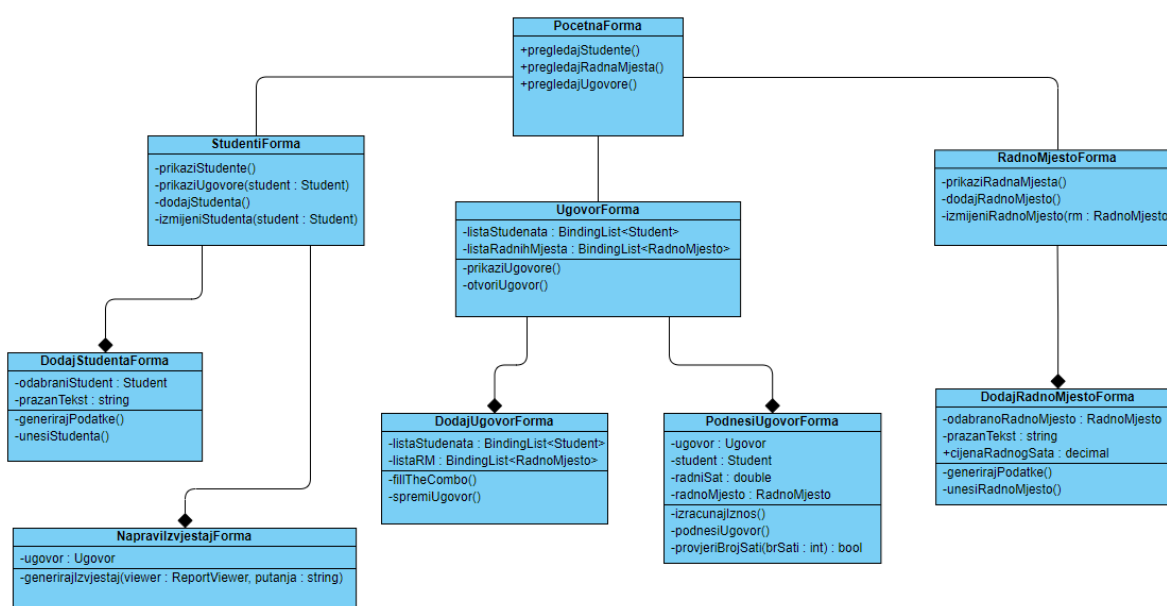 PocetnaForma
+pregledajStudente()
+pregledajRadnaMjesta()
+pregledajUgovore()
StudentiForma
-prikaziStudente()
-prikaziUgovore(student : Student)
-dodajStudenta()
-izmijeniStudenta(student : Student)
UgovorForma
-listaStudenata : BindingList<Student>
-listaRadnihMjesta : BindingList<RadnoMjesto>
-prikaziUgovore()
-otvoriUgovor()
RadnoMjestoForma
-prikaziRadnaMjesta()
-dodajRadnoMjesto()
-izmijeniRadnoMjesto(rm : RadnoMjesto
DodajStudentaForma
-odabraniStudent : Student
-prazanTekst : string
-generirajPodatke()
-unesiStudenta()
NapraviIzvjestajForma
-ugovor : Ugovor
-generirajIzvjestaj(viewer : ReportViewer, putanja : string)
DodajUgovorForma
-listaStudenata : BindingList<Student>
-listaRM : BindingList<RadnoMjesto>
-fillTheCombo()
-spremiUgovor()
PodnesiUgovorForma
-ugovor : Ugovor
-student : Student
-radniSat : double
-radnoMjesto : RadnoMjesto
-izracunajIznos()
-podnesiUgovor()
-provjeriBrojSati(brSati : int) : bool
DodajRadnoMjestoForma
-odabranoRadnoMjesto : RadnoMjesto
-prazanTekst : string
+cijenaRadnogSata : decimal
-generirajPodatke()
-unesiRadnoMjesto()